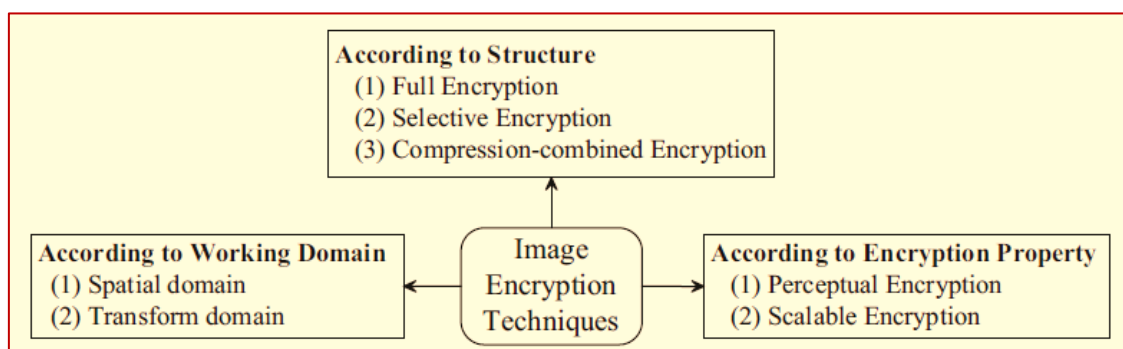 According to Structure
(1) Full Encryption
(2) Selective Encryption
(3) Compression-combined Encryption
According to Working Domain
(1) Spatial domain
(2) Transform domain
Image
Encryption
Techniques
According to Encryption Property
(1) Perceptual Encryption
(2) Scalable Encryption